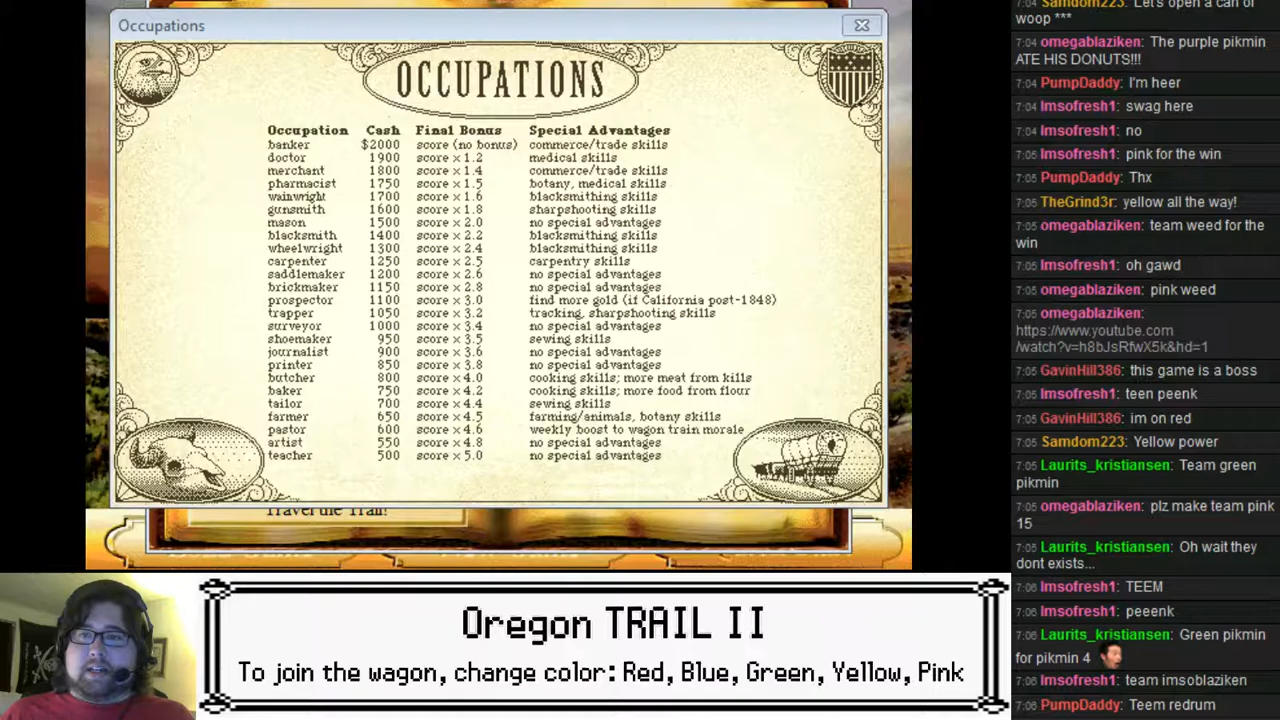 Occupations
OCCUPATIONS
Occupation Cash Final Bonus Special Advantages
banker $2000 score (no bonus) commerce/trade skills
doctor 1900 score × 1.2 medical skills
merchant 1800 score × 1.4 commerce/trade skills
pharmacist 1750 score × 1.5 botany, medical skills
wainwright 1700 score × 1.6 blacksmithing skills
gunsmith 1600 score × 1.8 sharpshooting skills
mason 1500 score × 2.0 no special advantages
blacksmith 1400 score × 2.2 blacksmithing skills
wheelwright 1300 score × 2.4 blacksmithing skills
carpenter 1250 score × 2.5 carpentry skills
saddlemaker 1200 score × 2.6 no special advantages
brickmaker 1150 score × 2.8 no special advantages
prospector 1100 score × 3.0 find more gold (if California post-1848)
trapper 1050 score × 3.2 tracking, sharpshooting skills
surveyor 1000 score × 3.4 no special advantages
shoemaker 950 score × 3.5 sewing skills
journalist 900 score × 3.6 no special advantages
printer 850 score × 3.8 no special advantages
butcher 800 score × 4.0 cooking skills; more meat from kills
baker 750 score × 4.2 cooking skills; more food from flour
tailor 700 score × 4.4 sewing skills
farmer 650 score × 4.5 farming/animals, botany skills
pastor 600 score × 4.6 weekly boost to wagon train morale
artist 550 score × 4.8 no special advantages
teacher 500 score × 5.0 no special advantages
Travel the Trail!
Oregon TRAIL II
To join the wagon, change color: Red, Blue, Green, Yellow, Pink
7:04 Samdom223: Let's open a can of
woop ***
7:04 omegablaziken: The purple pikmin
ATE HIS DONUTS!!!
7:04 PumpDaddy: I'm heer
7:04 Imsofresh1: swag here
7:04 Imsofresh1: no
7:05 Imsofresh1: pink for the win
7:05 PumpDaddy: Thx
7:05 TheGrind3r: yellow all the way!
7:05 omegablaziken: team weed for the
win
7:05 Imsofresh1: oh gawd
7:05 omegablaziken: pink weed
7:05 omegablaziken:
https://www.youtube.com
/watch?v=h8bJsRfwX5k&hd=1
7:05 GavinHill386: this game is a boss
7:05 Imsofresh1: teen peenk
7:05 GavinHill386: im on red
7:05 Samdom223: Yellow power
7:05 Laurits_kristiansen: Team green
pikmin
7:05 omegablaziken: plz make team pink
15
7:05 Laurits_kristiansen: Oh wait they
dont exists...
7:06 Imsofresh1: TEEM
7:06 Imsofresh1: peeenk
7:06 Laurits_kristiansen: Green pikmin
for pikmin 4
7:06 Imsofresh1: team imsoblaziken
7:06 PumpDaddy: Teem redrum